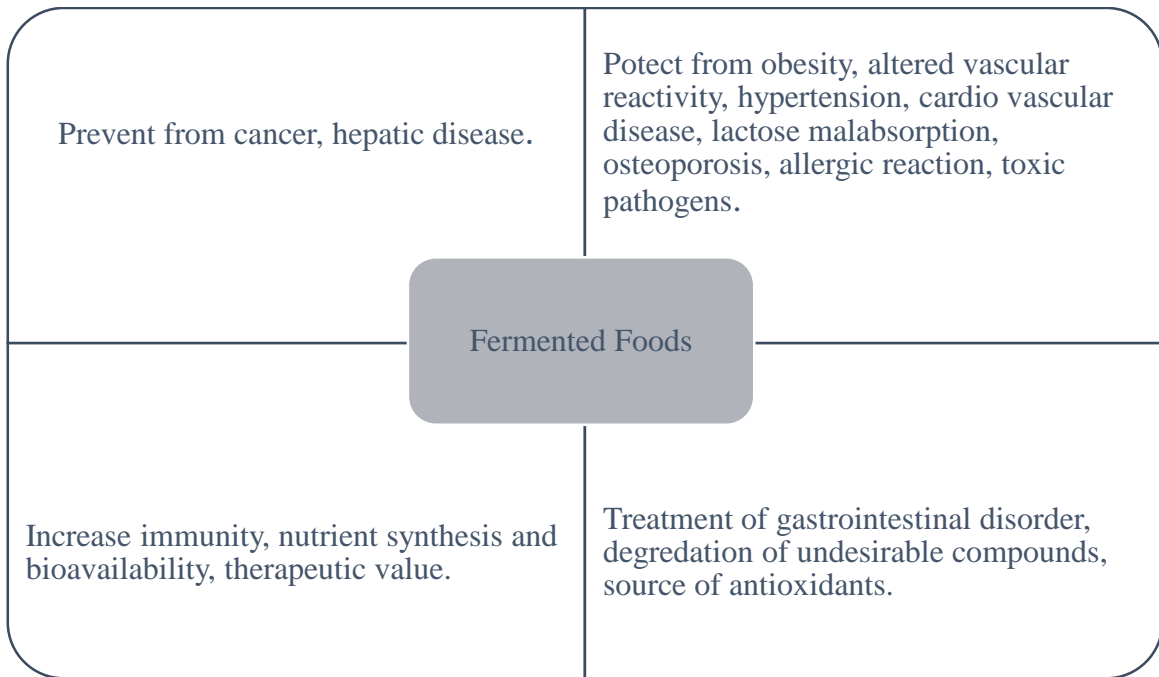 Prevent from cancer, hepatic disease.
Potect from obesity, altered vascular
reactivity, hypertension, cardio vascular
disease, lactose malabsorption,
osteoporosis, allergic reaction, toxic
pathogens.
Fermented Foods
Increase immunity, nutrient synthesis and
bioavailability, therapeutic value.
Treatment of gastrointestinal disorder,
degredation of undesirable compounds,
source of antioxidants.